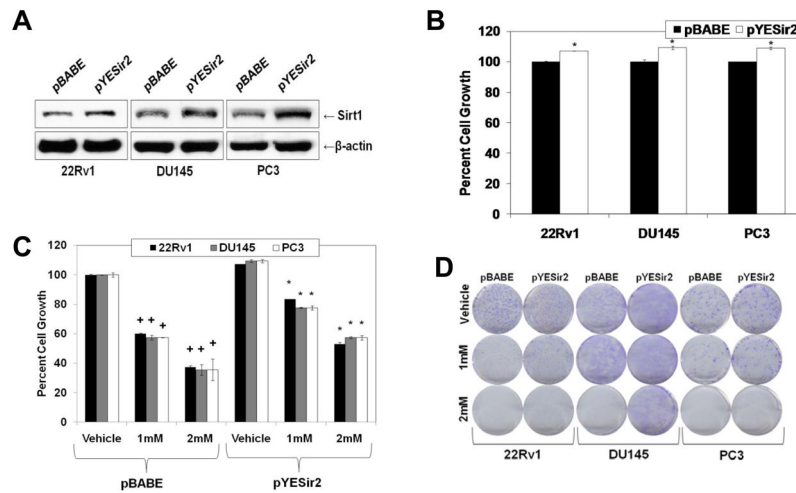 A
pBABE pYESir2 pBABE pYESir2 pBABE pYESir2
← Sirt1
← β-actin
22Rv1 DU145 PC3
B
pBABE pYESir2
Percent Cell Growth
120
100
80
60
40
20
0
* * *
22Rv1 DU145 PC3
C
22Rv1 DU145 PC3
Percent Cell Growth
120
100
80
60
40
20
0
+ + + + + + * * * * * *
Vehicle 1mM 2mM Vehicle 1mM 2mM
pBABE pYESir2
D
pBABE pYESir2 pBABE pYESir2 pBABE pYESir2
Vehicle
1mM
2mM
22Rv1 DU145 PC3